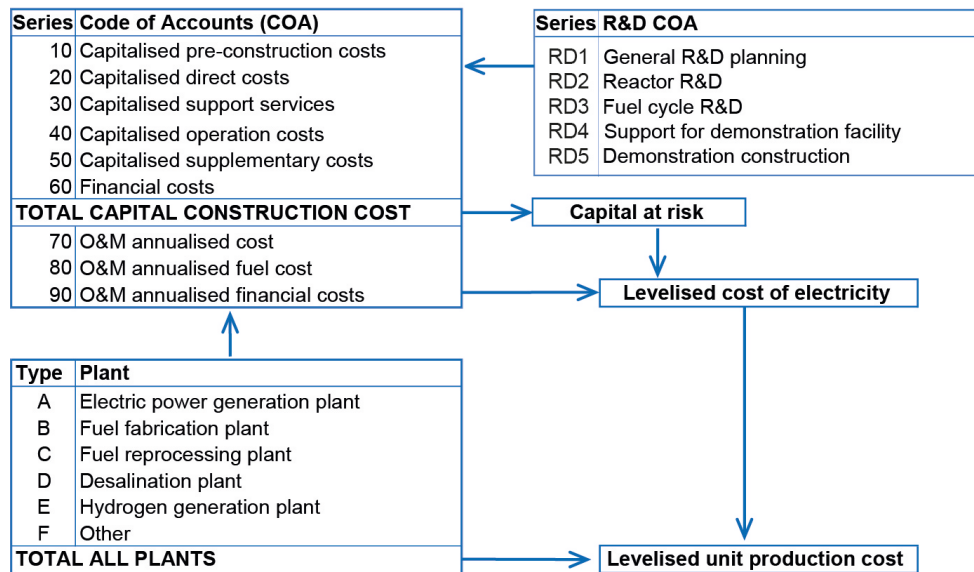 Series Code of Accounts (COA)
10 Capitalised pre-construction costs
20 Capitalised direct costs
30 Capitalised support services
40 Capitalised operation costs
50 Capitalised supplementary costs
60 Financial costs
TOTAL CAPITAL CONSTRUCTION COST
70 O&M annualised cost
80 O&M annualised fuel cost
90 O&M annualised financial costs
Series R&D COA
RD1 General R&D planning
RD2 Reactor R&D
RD3 Fuel cycle R&D
RD4 Support for demonstration facility
RD5 Demonstration construction
Capital at risk
Levelised cost of electricity
Type Plant
A Electric power generation plant
B Fuel fabrication plant
C Fuel reprocessing plant
D Desalination plant
E Hydrogen generation plant
F Other
TOTAL ALL PLANTS
Levelised unit production cost